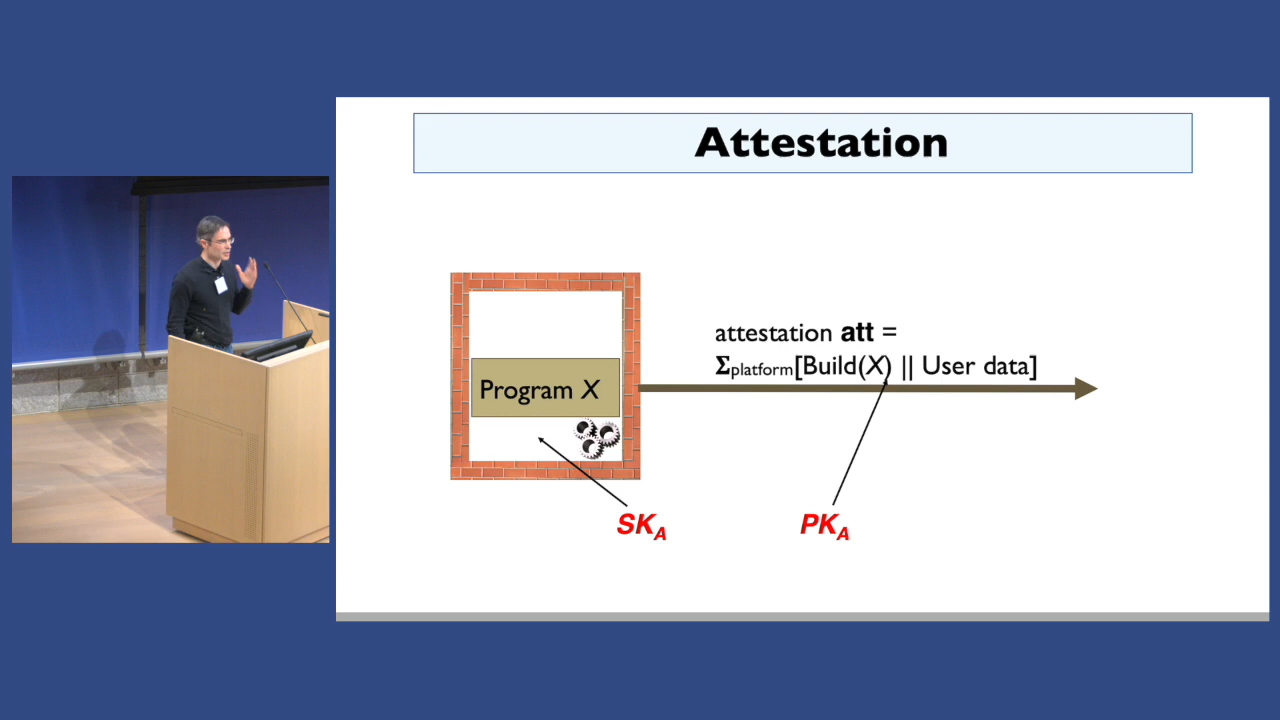 Attestation
attestation att =
Σplatform[Build(X) || User data]
Program X
SKA
PKA